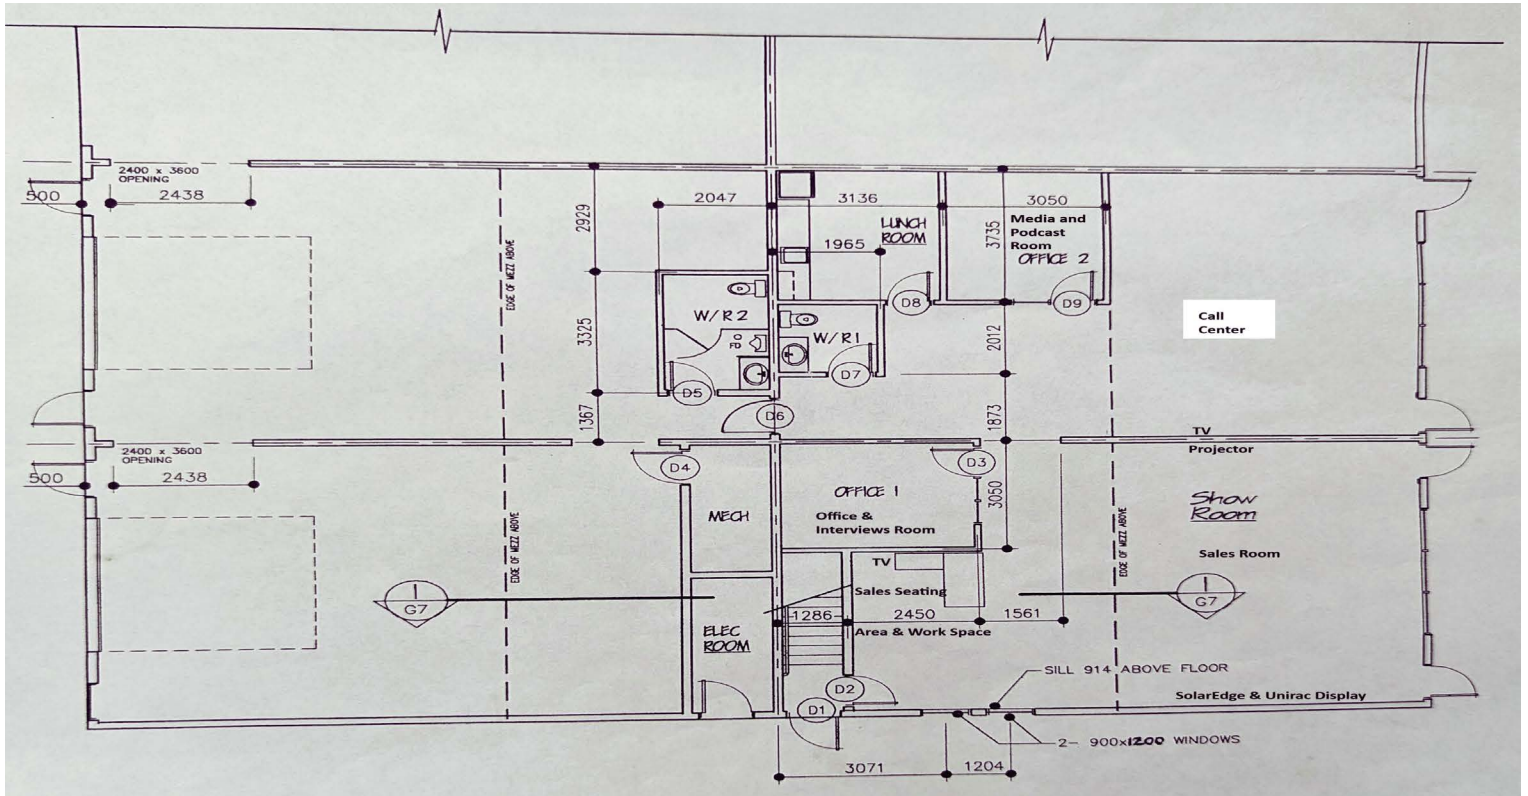 2400 x 3600
OPENING
500
2438
2047
3136
3050
2929
LUNCH
ROOM
3735
Media and
Podcast
Room
OFFICE 2
1965
EDGE OF MEZZ ABOVE
D8
D9
W/R 2
FD
3325
W/R 1
2012
Call
Center
D7
D5
D6
1367
1873
TV
Projector
2400 x 3600
OPENING
500
2438
D4
D3
OFFICE 1
Office &
Interviews Room
3050
MECH
Show
Room
EDGE OF MEZZ ABOVE
EDGE OF MEZZ ABOVE
Sales Room
TV
Sales Seating
1
G7
1
G7
1286
2450
1561
Area & Work Space
ELEC
ROOM
SILL 914 ABOVE FLOOR
D2
SolarEdge & Unirac Display
D1
2- 900x1200 WINDOWS
3071
1204